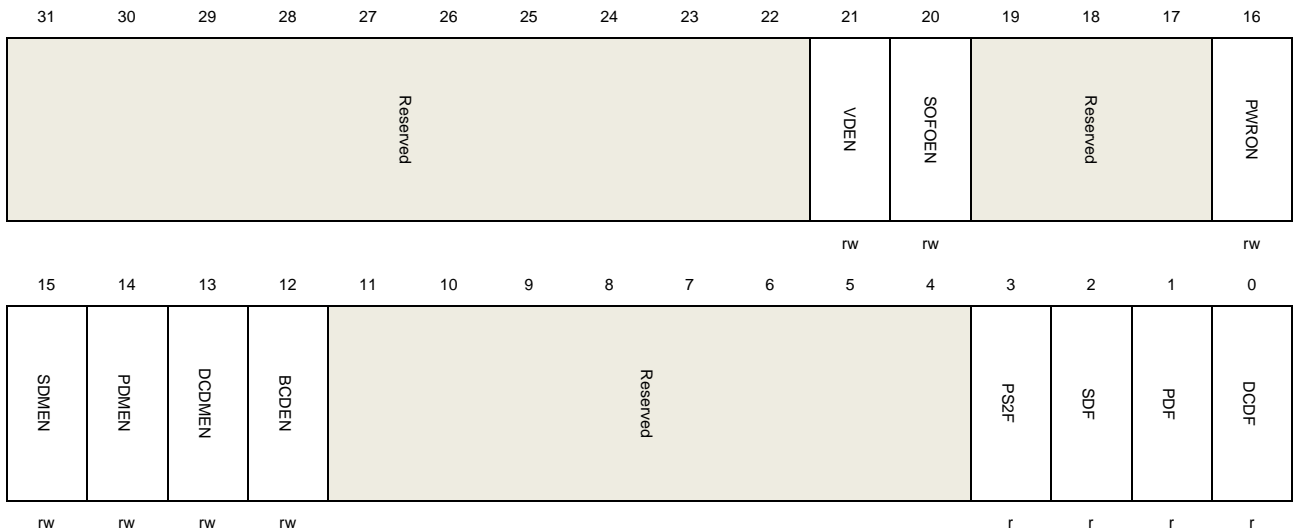 31 30 29 28 27 26 25 24 23 22 21 20 19 18 17 16
Reserved VDEN SOFOEN Reserved PWRON
rw rw rw
15 14 13 12 11 10 9 8 7 6 5 4 3 2 1 0
SDMEN PDMEN DCDMEN BCDEN Reserved PS2F SDF PDF DCDF
rw rw rw rw r r r r